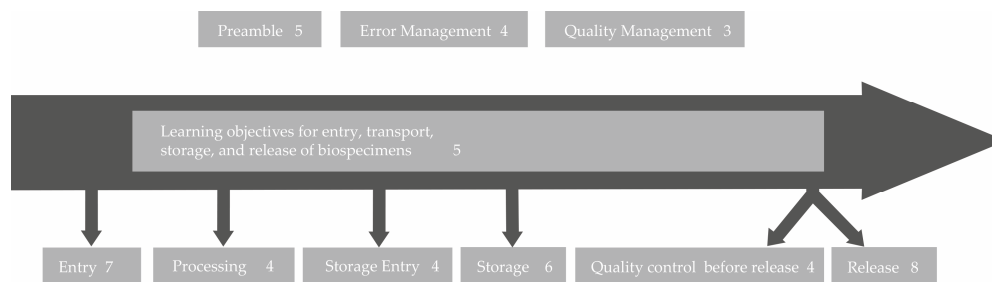 Preamble 5
Error Management 4
Quality Management 3
Learning objectives for entry, transport,
storage, and release of biospecimens 5
Entry 7
Processing 4
Storage Entry 4
Storage 6
Quality control before release 4
Release 8